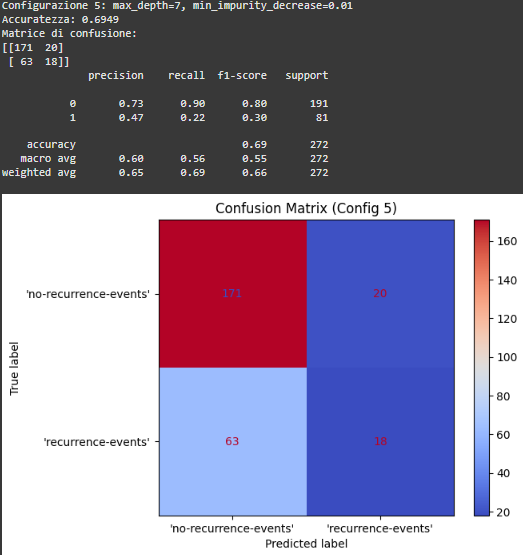 Configurazione 5: max_depth=7, min_impurity_decrease=0.01
Accuratezza: 0.6949
Matrice di confusione:
[[171  20]
 [ 63  18]]
              precision    recall  f1-score   support

           0       0.73      0.90      0.80       191
           1       0.47      0.22      0.30        81

    accuracy                           0.69       272
   macro avg       0.60      0.56      0.55       272
weighted avg       0.65      0.69      0.66       272
Confusion Matrix (Config 5)
True label
'no-recurrence-events'
171
20
'recurrence-events'
63
18
'no-recurrence-events'
'recurrence-events'
Predicted label
160
140
120
100
80
60
40
20